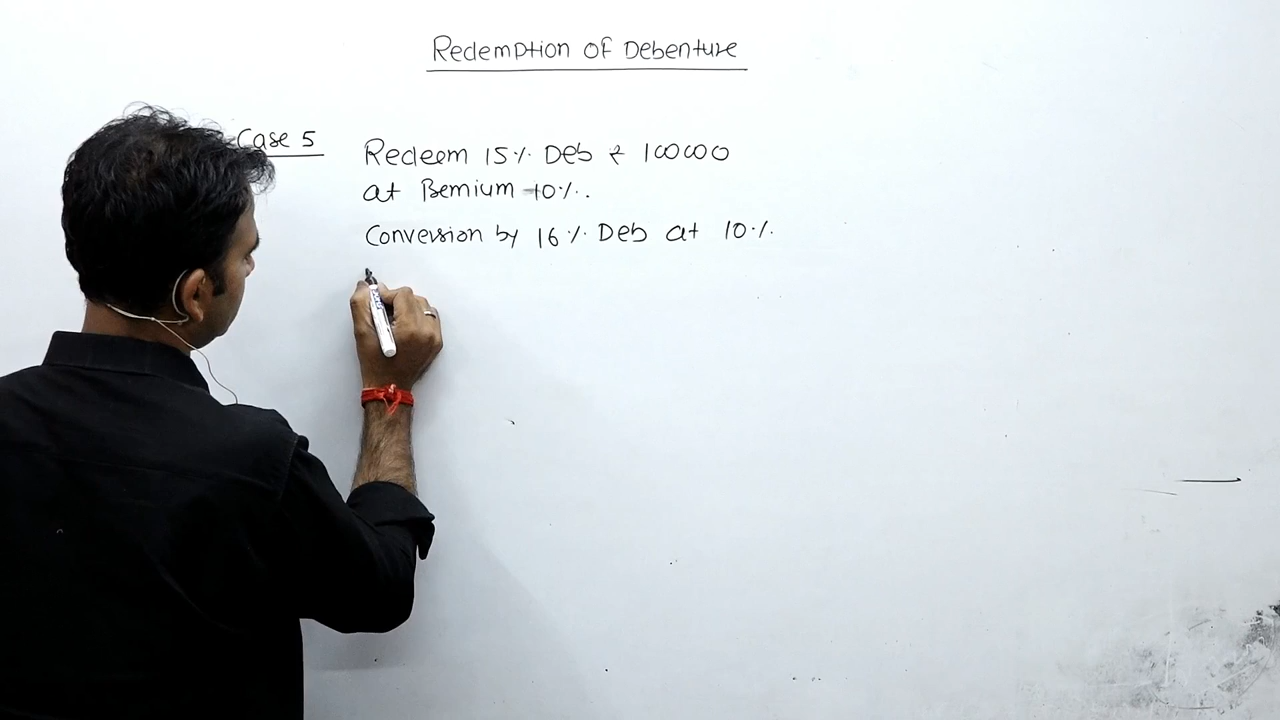 Redemption of Debenture
Case 5
Redeem 15% Deb ₹ 100000
at Premium 10%.
Conversion by 16% Deb at 10%.